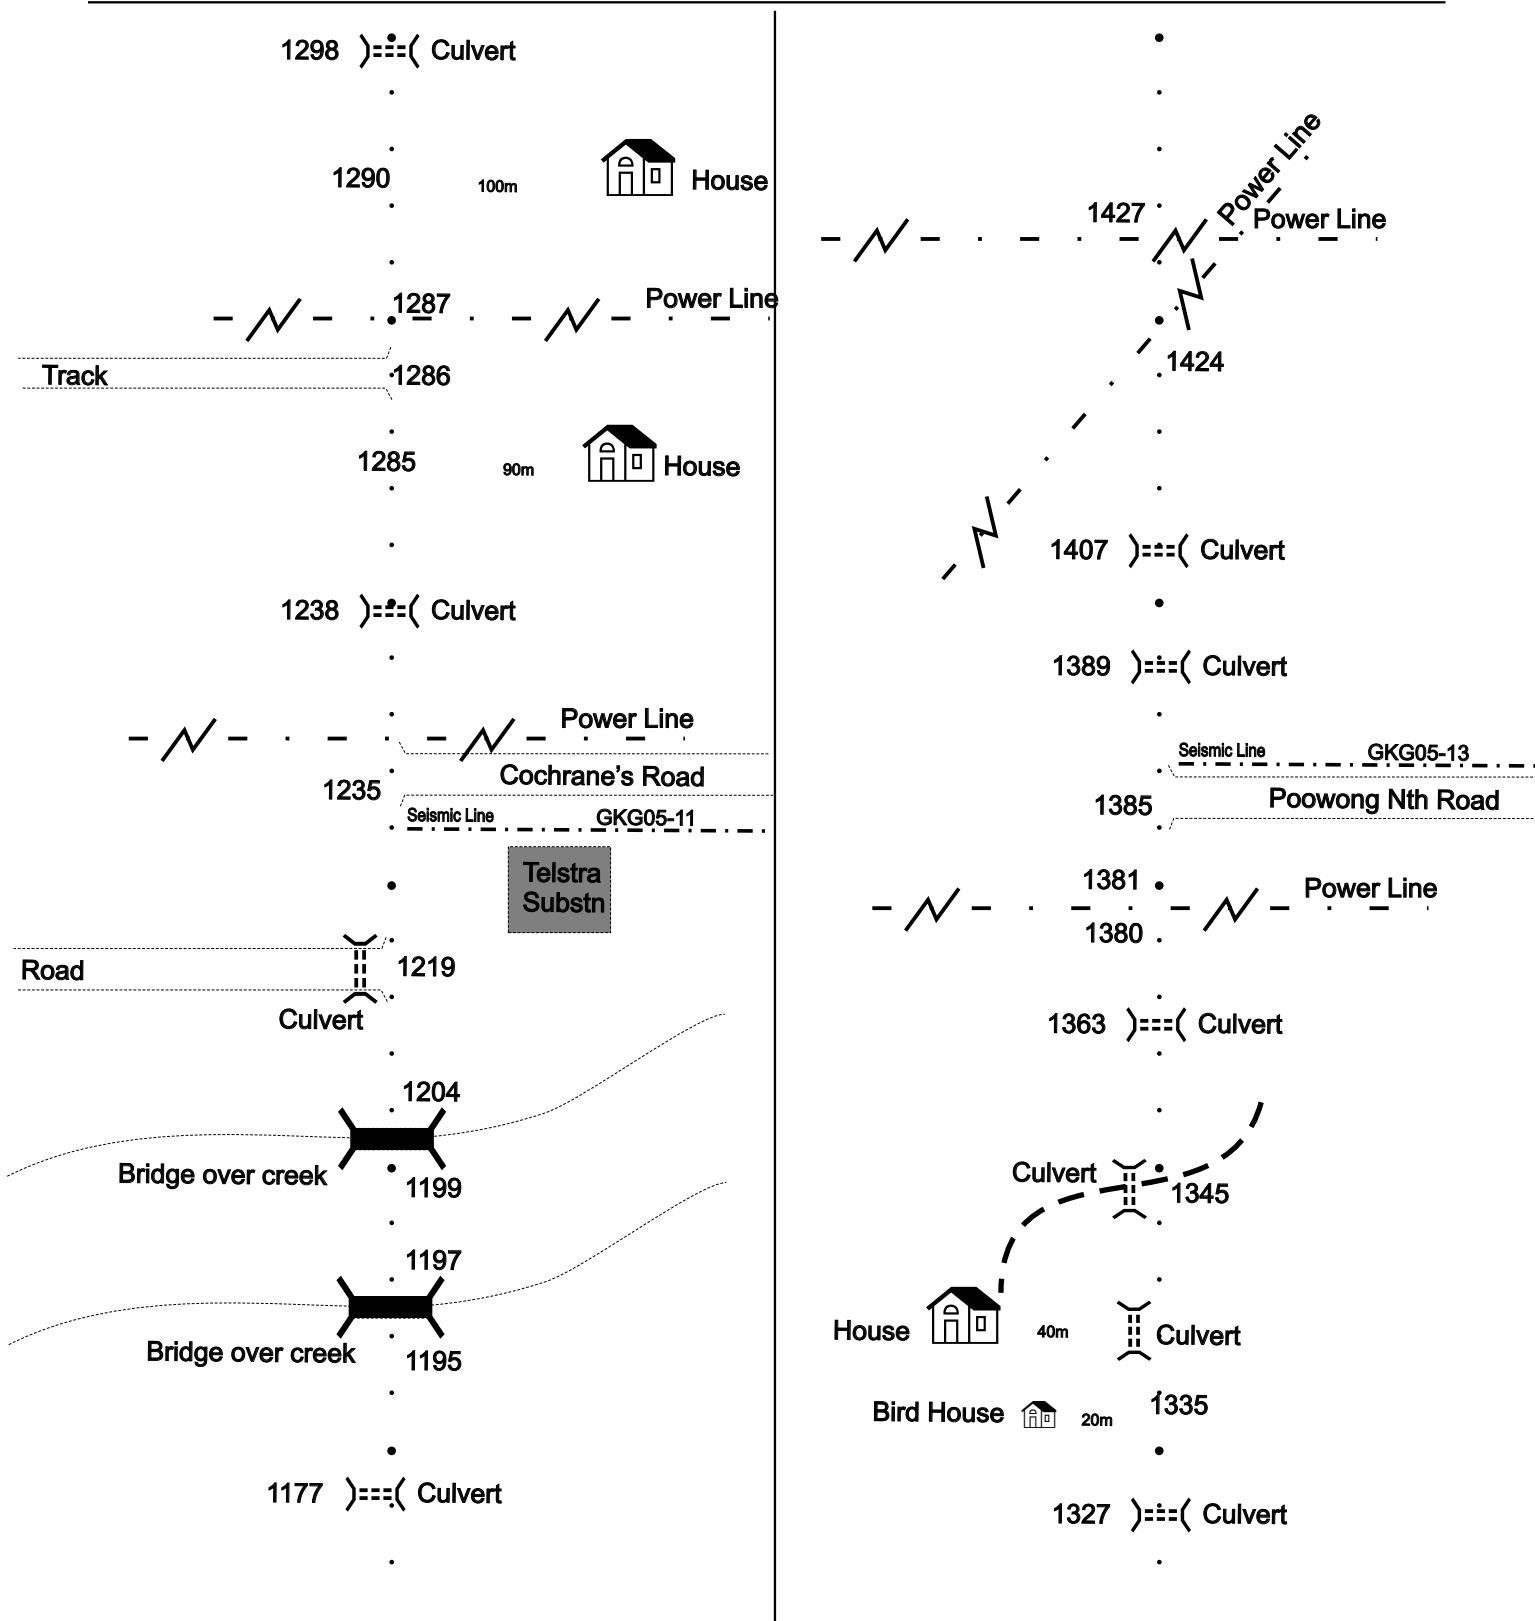 1298 Culvert
1290 100m House
1287 Power Line
Track 1286
1285 90m House
1238 Culvert
Power Line
Cochrane's Road
1235
Seismic Line GKG05-11
Telstra
Substn
1219
Road
Culvert
1204
Bridge over creek
1199
1197
Bridge over creek
1195
1177 Culvert
Power Line
1427 Power Line
1424
1407 Culvert
1389 Culvert
Seismic Line GKG05-13
1385 Poowong Nth Road
1381 Power Line
1380
1363 Culvert
Culvert
1345
House 40m Culvert
1335
Bird House 20m
1327 Culvert